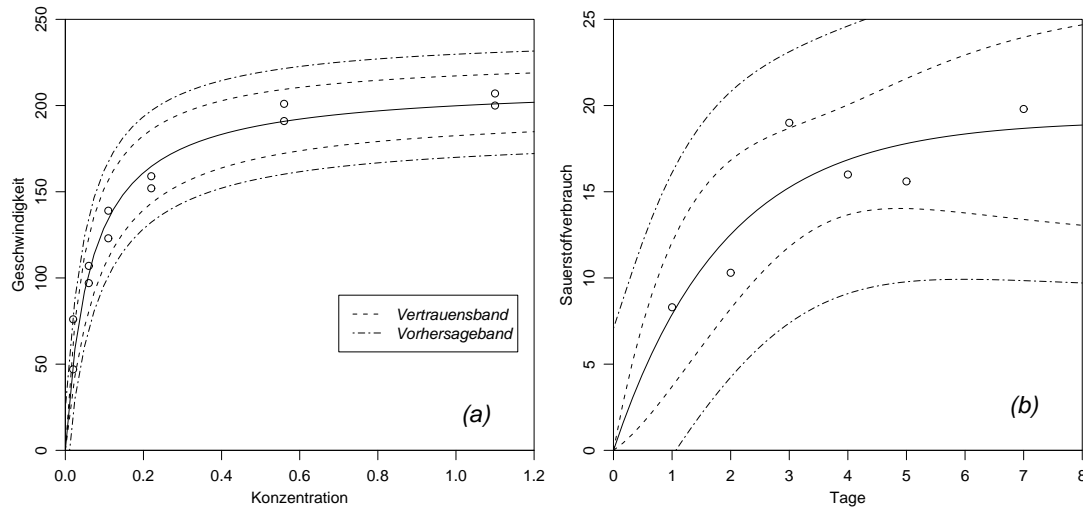 Geschwindigkeit
250
200
150
100
50
0
Vertrauensband
Vorhersageband
(a)
0.0 0.2 0.4 0.6 0.8 1.0 1.2
Konzentration
Sauerstoffverbrauch
25
20
15
10
5
0
(b)
0 1 2 3 4 5 6 7 8
Tage